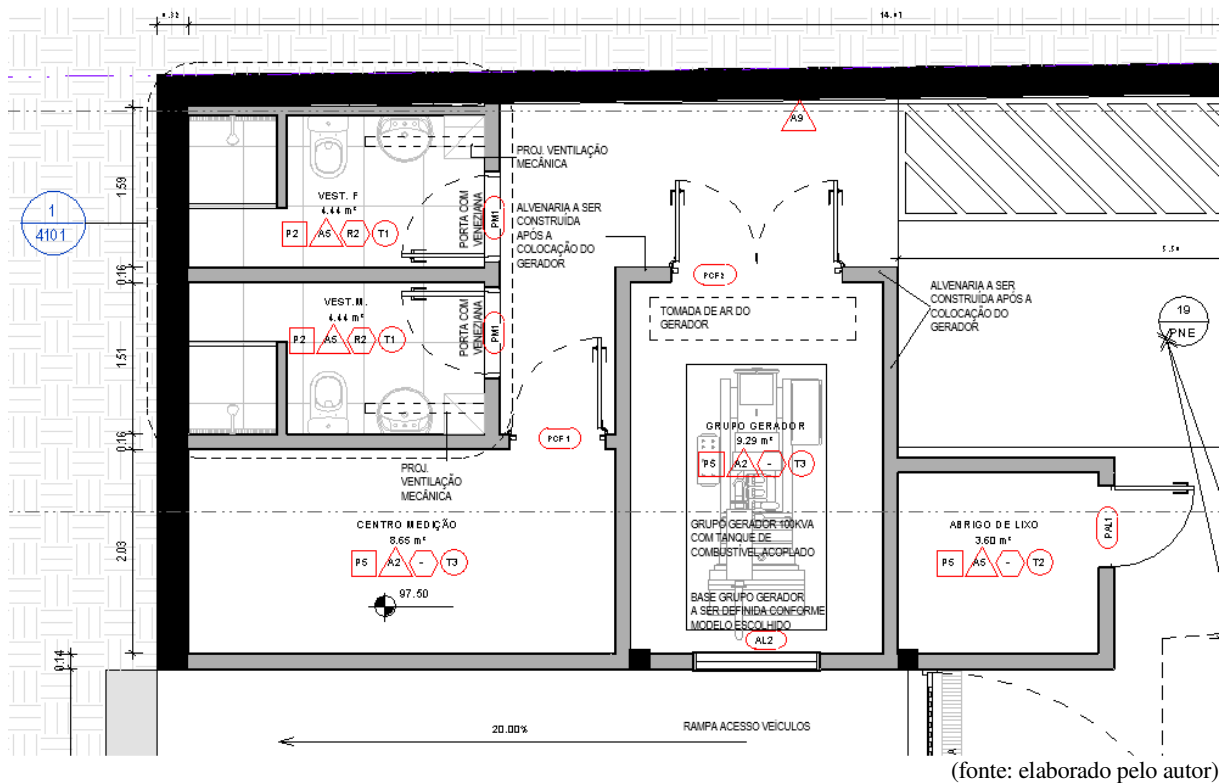 0.32
14.07
A9
PROJ. VENTILAÇÃO
MECÂNICA
1.59
1
4101
VEST. F
4.44 m²
P2 A5 R2 T1
PORTA COM
VENEZIANA
PM1
ALVENARIA A SER
CONSTRUÍDA
APÓS A
COLOCAÇÃO DO
GERADOR
5.50
0.16
PCF2
ALVENARIA A SER
CONSTRUÍDA APÓS A
COLOCAÇÃO DO
GERADOR
VEST.M.
4.44 m²
P2 A5 R2 T1
PORTA COM
VENEZIANA
PM1
TOMADA DE AR DO
GERADOR
19
PNE
1.51
GRUPO GERADOR
9.29 m²
P5 A2 - T3
PCF1
0.16
PROJ.
VENTILAÇÃO
MECÂNICA
CENTRO MEDIÇÃO
8.65 m²
P5 A2 - T3
97.50
GRUPO GERADOR 100KVA
COM TANQUE DE
COMBUSTÍVEL ACOPLADO
ABRIGO DE LIXO
3.60 m²
P5 A5 - T2
PAL1
2.03
BASE GRUPO GERADOR
A SER DEFINIDA CONFORME
MODELO ESCOLHIDO
AL2
0.14
20.00%
RAMPA ACESSO VEÍCULOS
A
(fonte: elaborado pelo autor)